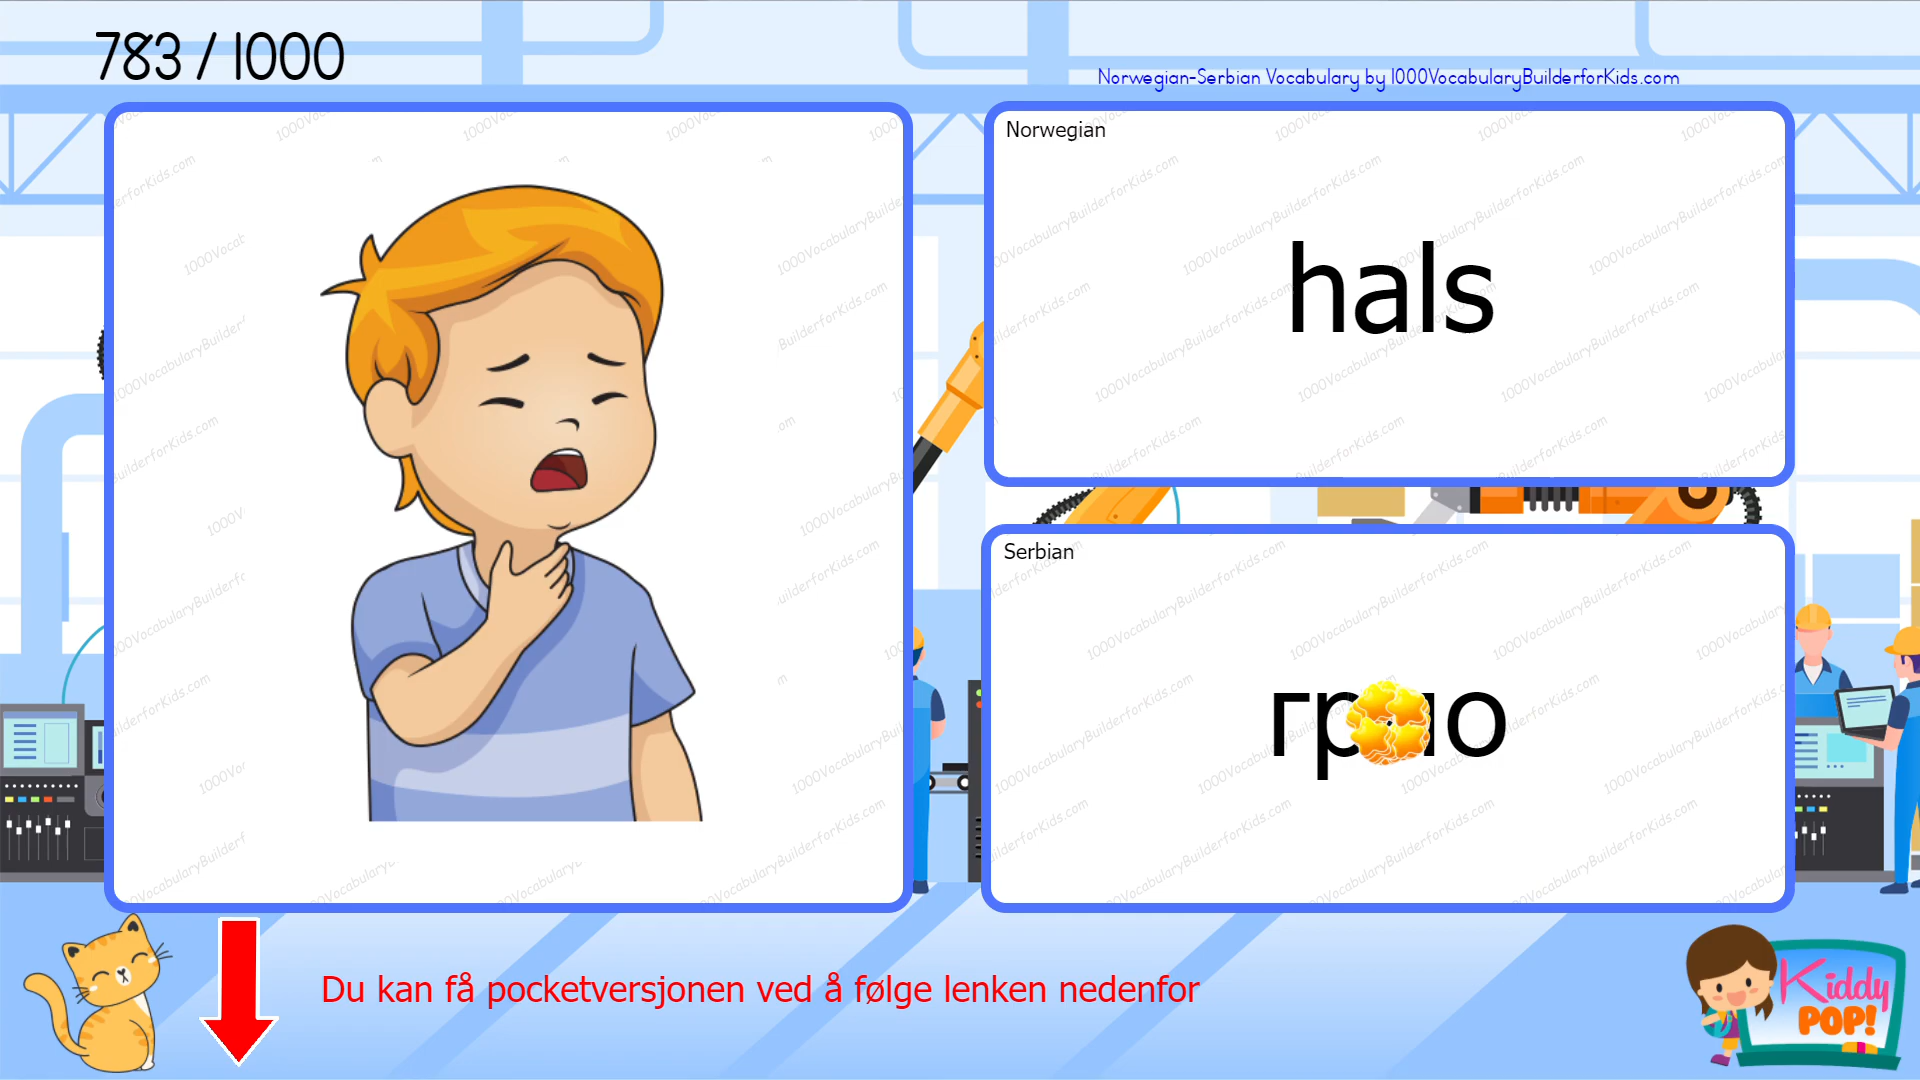 783 / 1000
Norwegian-Serbian Vocabulary by 1000VocabularyBuilderforKids.com
Norwegian
hals
Serbian
Du kan få pocketversjonen ved å følge lenken nedenfor
Kiddy
POP!